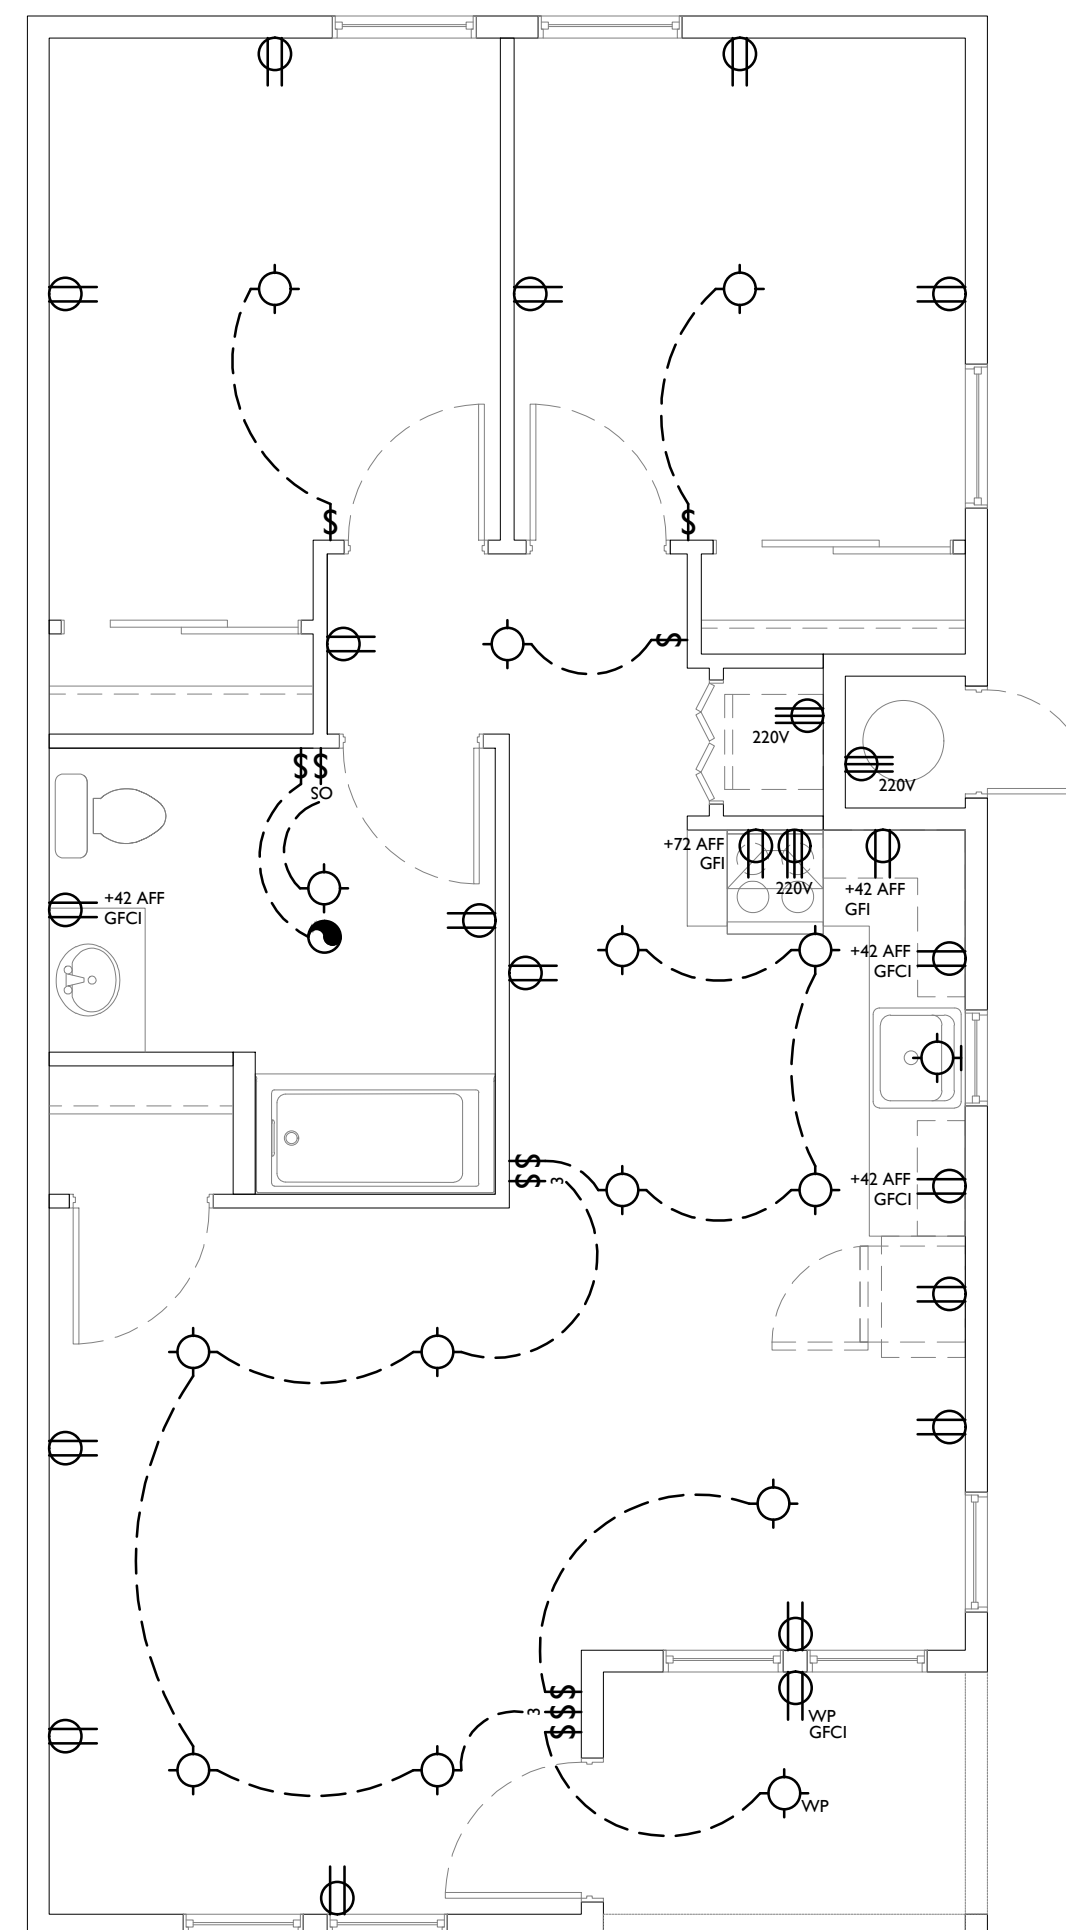 $
$
$
$ $
SO
220V
220V
+72 AFF
GFI
220V
+42 AFF
GFI
+42 AFF
GFCI
+42 AFF
GFCI
$
$ 3
+42 AFF
GFCI
$
3 $
$
WP
GFCI
WP